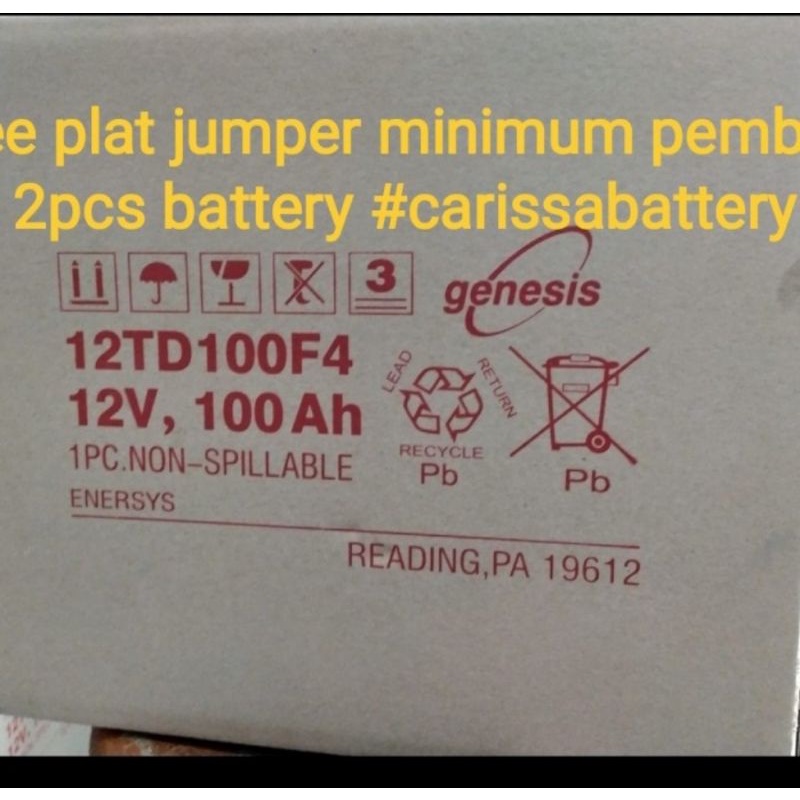 ee plat jumper minimum pemb
2pcs battery #carissabattery
3
genesis
12TD100F4
12V, 100Ah
1PC.NON-SPILLABLE
ENERSYS
LEAD
RETURN
RECYCLE
Pb
Pb
READING,PA 19612